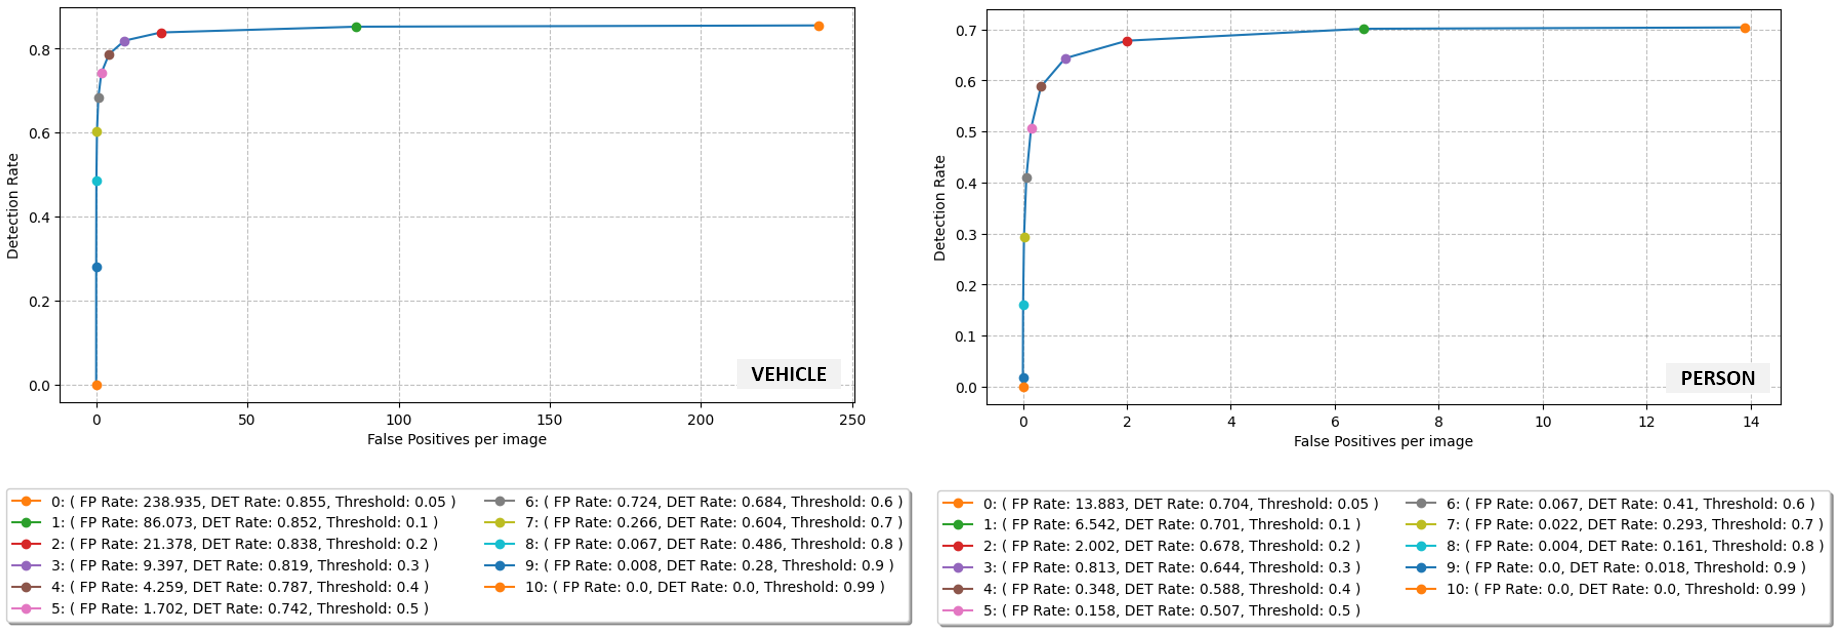 0.8
0.6
0.4
0.2
0.0
Detection Rate
0
50
100
150
200
250
False Positives per image
VEHICLE
0: ( FP Rate: 238.935, DET Rate: 0.855, Threshold: 0.05 )
1: ( FP Rate: 86.073, DET Rate: 0.852, Threshold: 0.1 )
2: ( FP Rate: 21.378, DET Rate: 0.838, Threshold: 0.2 )
3: ( FP Rate: 9.397, DET Rate: 0.819, Threshold: 0.3 )
4: ( FP Rate: 4.259, DET Rate: 0.787, Threshold: 0.4 )
5: ( FP Rate: 1.702, DET Rate: 0.742, Threshold: 0.5 )
6: ( FP Rate: 0.724, DET Rate: 0.684, Threshold: 0.6 )
7: ( FP Rate: 0.266, DET Rate: 0.604, Threshold: 0.7 )
8: ( FP Rate: 0.067, DET Rate: 0.486, Threshold: 0.8 )
9: ( FP Rate: 0.008, DET Rate: 0.28, Threshold: 0.9 )
10: ( FP Rate: 0.0, DET Rate: 0.0, Threshold: 0.99 )
0.7
0.6
0.5
0.4
0.3
0.2
0.1
0.0
Detection Rate
0
2
4
6
8
10
12
14
False Positives per image
PERSON
0: ( FP Rate: 13.883, DET Rate: 0.704, Threshold: 0.05 )
1: ( FP Rate: 6.542, DET Rate: 0.701, Threshold: 0.1 )
2: ( FP Rate: 2.002, DET Rate: 0.678, Threshold: 0.2 )
3: ( FP Rate: 0.813, DET Rate: 0.644, Threshold: 0.3 )
4: ( FP Rate: 0.348, DET Rate: 0.588, Threshold: 0.4 )
5: ( FP Rate: 0.158, DET Rate: 0.507, Threshold: 0.5 )
6: ( FP Rate: 0.067, DET Rate: 0.41, Threshold: 0.6 )
7: ( FP Rate: 0.022, DET Rate: 0.293, Threshold: 0.7 )
8: ( FP Rate: 0.004, DET Rate: 0.161, Threshold: 0.8 )
9: ( FP Rate: 0.0, DET Rate: 0.018, Threshold: 0.9 )
10: ( FP Rate: 0.0, DET Rate: 0.0, Threshold: 0.99 )